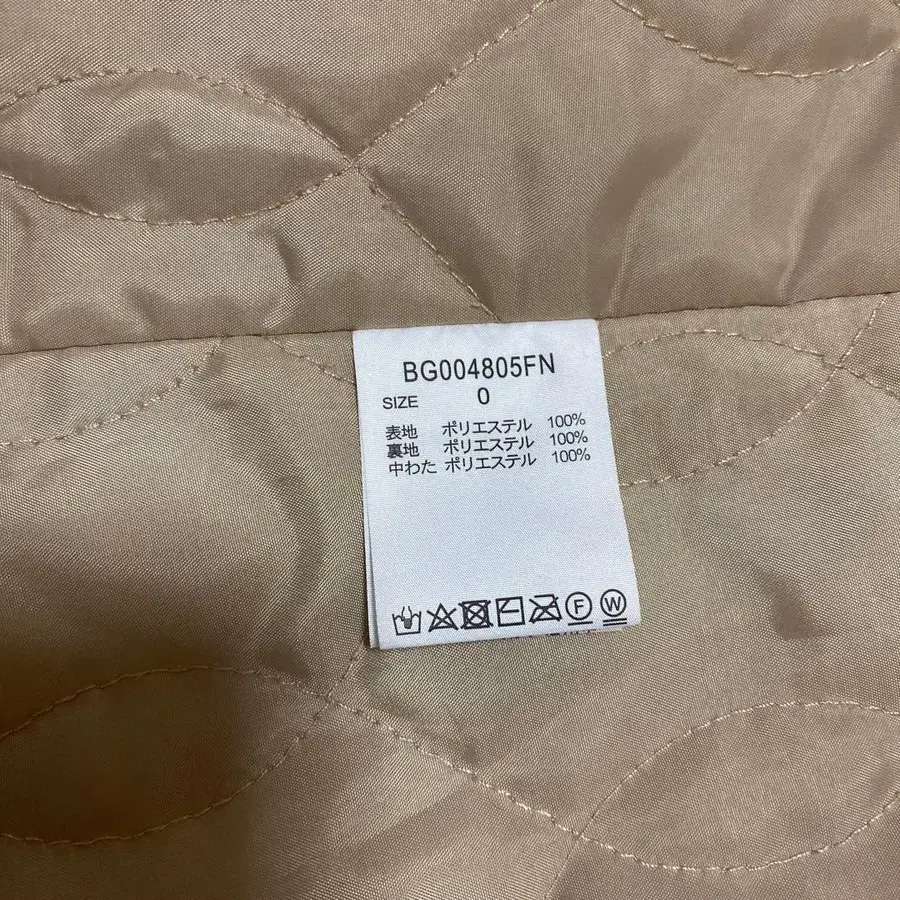 BG004805FN
SIZE 0
表地 ポリエステル 100%
裏地 ポリエステル 100%
中わた ポリエステル 100%
F W